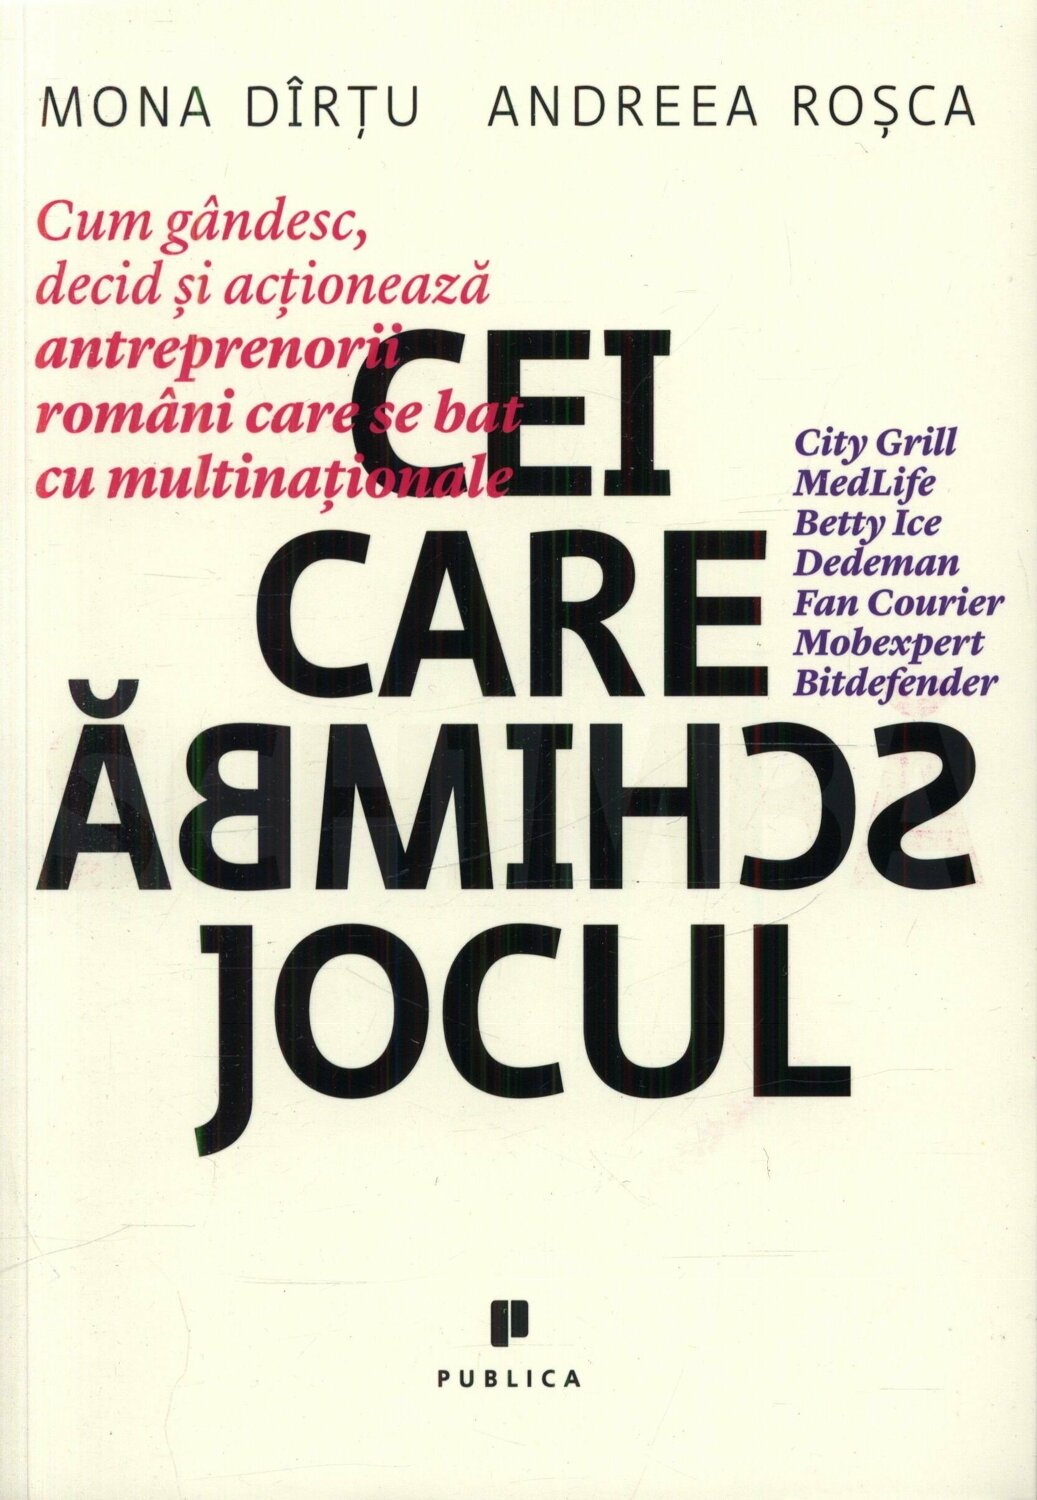 MONA DÎRȚU ANDREEA ROȘCA
Cum gândesc,
decid și acționează
antreprenorii
români care se bat
cu multinaționale
CEI
CARE
SCHIMBĂ
JOCUL
City Grill
MedLife
Betty Ice
Dedeman
Fan Courier
Mobexpert
Bitdefender
PUBLICA